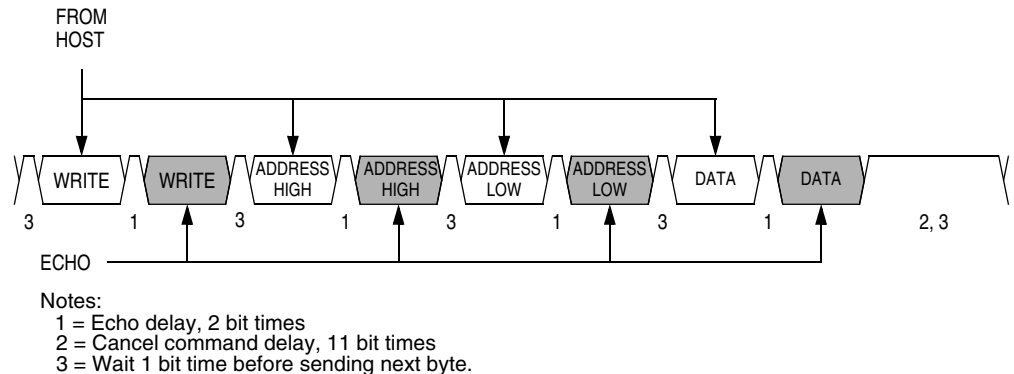 FROM
HOST
WRITE WRITE ADDRESS HIGH ADDRESS HIGH ADDRESS LOW ADDRESS LOW DATA DATA
3 1 3 1 3 1 3 1 2, 3
ECHO
Notes:
1 = Echo delay, 2 bit times
2 = Cancel command delay, 11 bit times
3 = Wait 1 bit time before sending next byte.